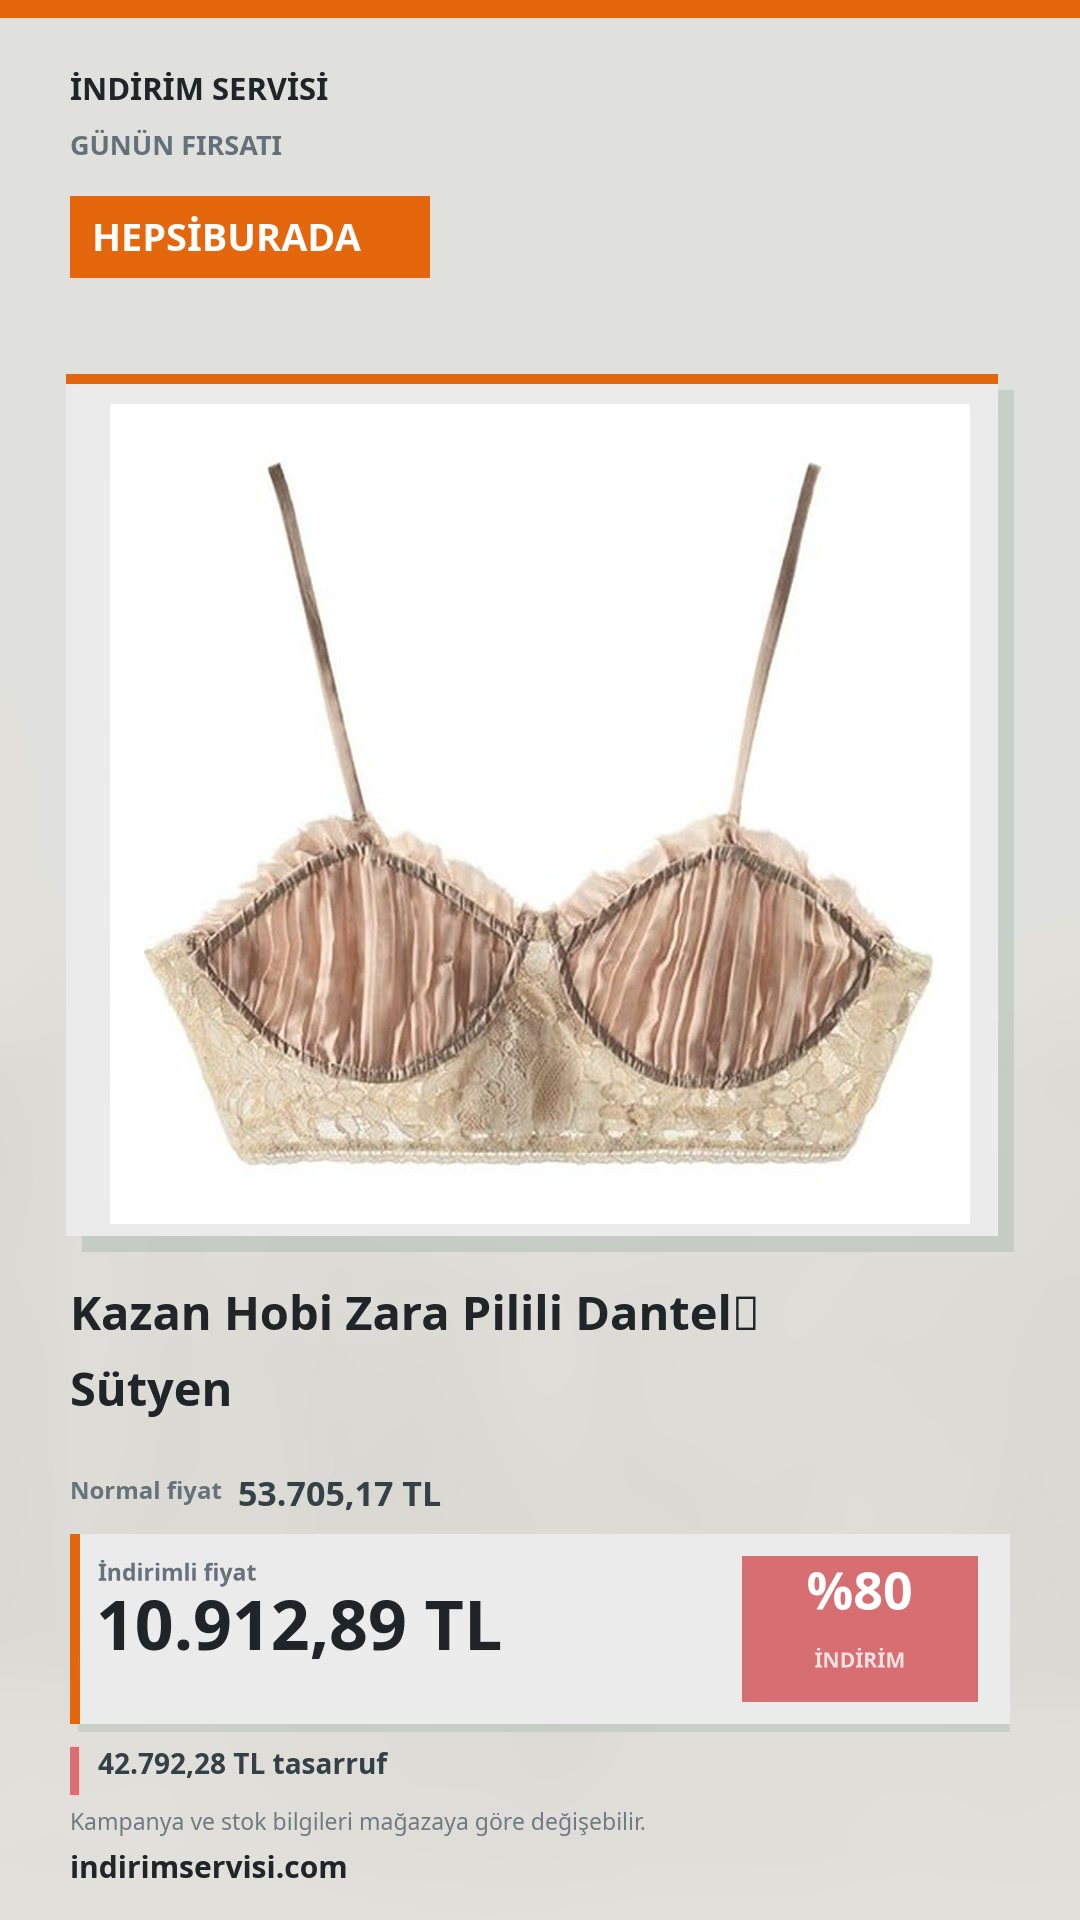 İNDİRİM SERVİSİ
GÜNÜN FIRSATI
HEPSİBURADA
Kazan Hobi Zara Pilili Dantel
Sütyen
Normal fiyat 53.705,17 TL
İndirimli fiyat
10.912,89 TL
%80
İNDİRİM
42.792,28 TL tasarruf
Kampanya ve stok bilgileri mağazaya göre değişebilir.
indirimservisi.com